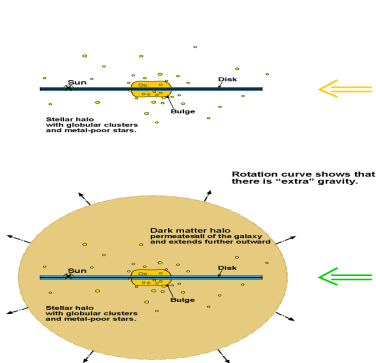 Sun
Disk
Bulge
Stellar halo
with globular clusters
and metal-poor stars.
Rotation curve shows that
there is "extra" gravity.
Dark matter halo
permeatesall of the galaxy
and extends further outward
Sun
Disk
Bulge
Stellar halo
with globular clusters
and metal-poor stars.